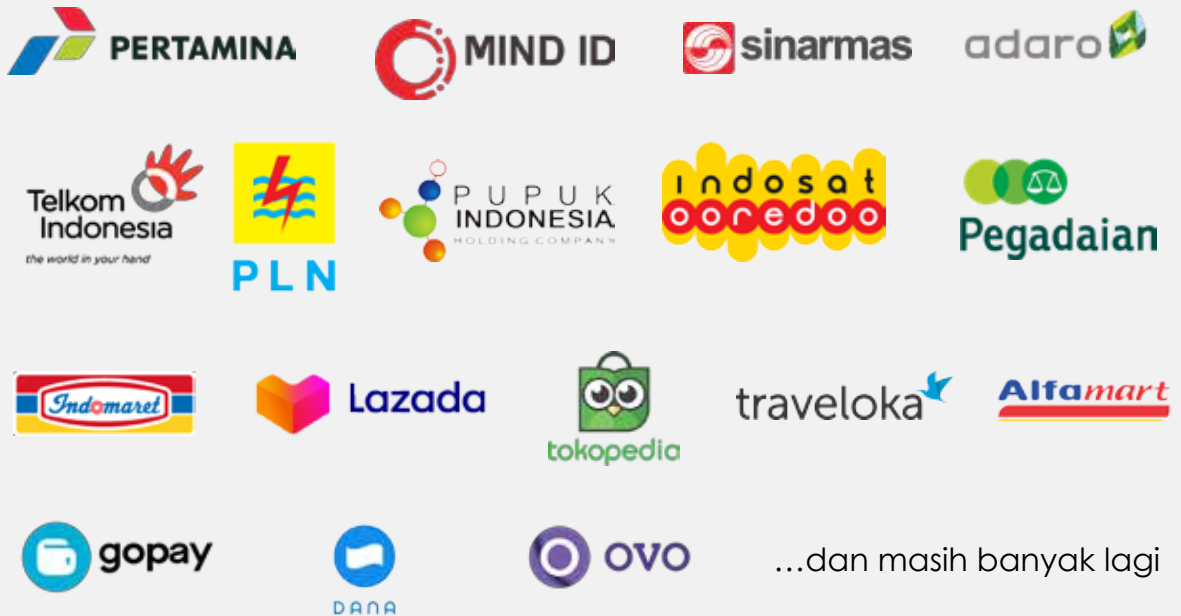 PERTAMINA
MIND ID
sinarmas
adaro
Telkom
Indonesia
the world in your hand
PLN
PUPUK
INDONESIA
HOLDING COMPANY
indosat
ooredoo
Pegadaian
Indomaret
Lazada
tokopedia
traveloka
Alfamart
gopay
DANA
OVO
...dan masih banyak lagi